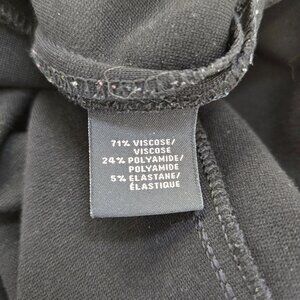 71% VISCOSE/
VISCOSE
24% POLYAMIDE/
POLYAMIDE
5% ELASTANE/
ÉLASTIQUE